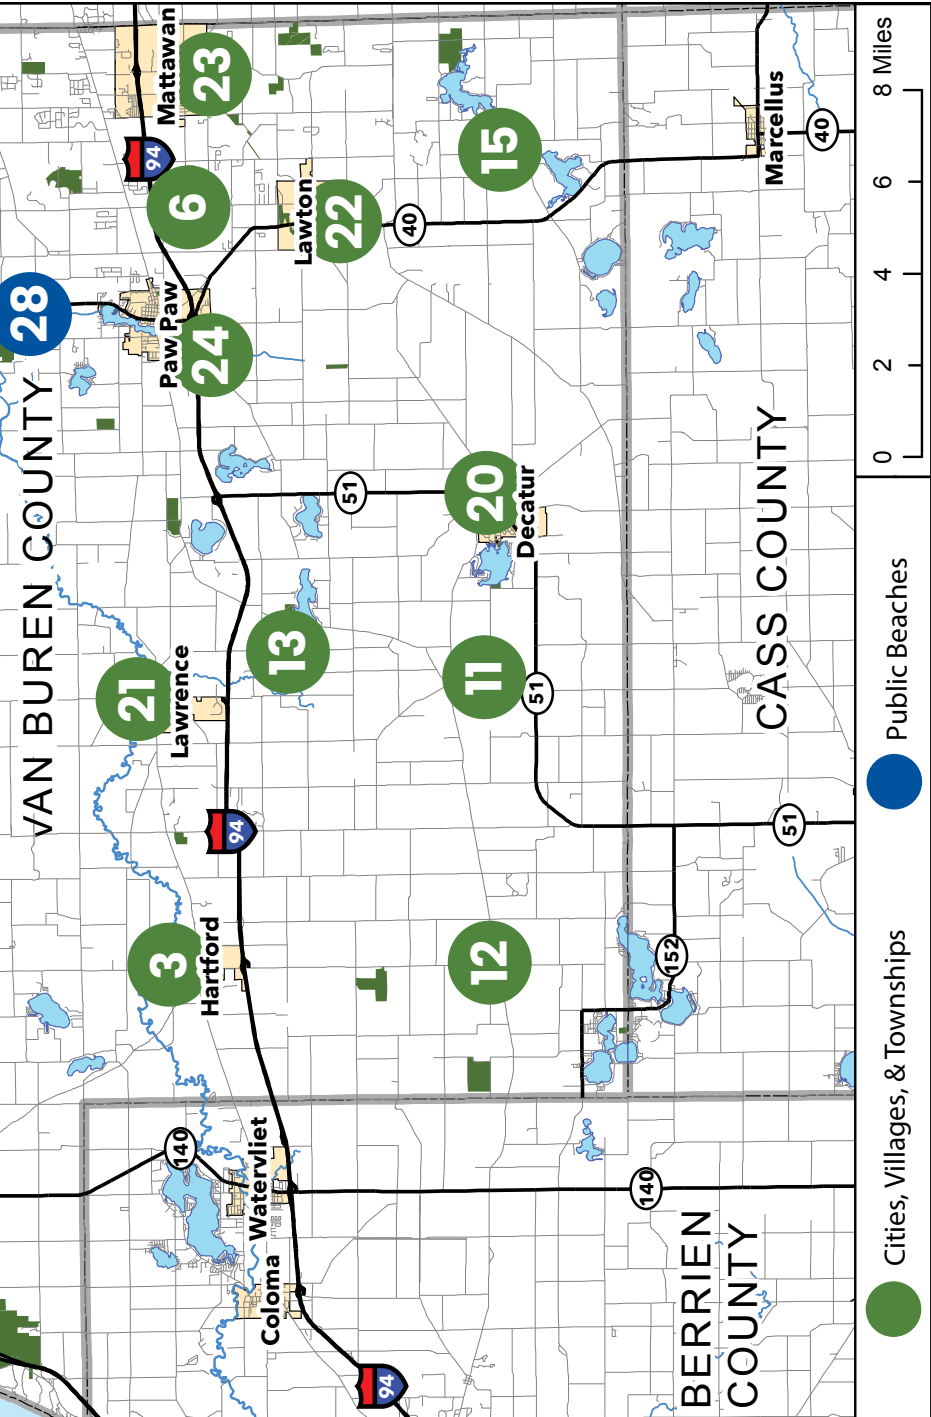 VAN BUREN COUNTY
28
140
Coloma
Watervliet
3
Hartford
94
21
Lawrence
13
24
Paw Paw
6
94
23
Mattawan
22
Lawton
40
51
20
Decatur
15
12
11
51
94
152
140
51
BERRIEN
COUNTY
CASS COUNTY
Marcellus
40
Cities, Villages, & Townships
Public Beaches
0
2
4
6
8 Miles